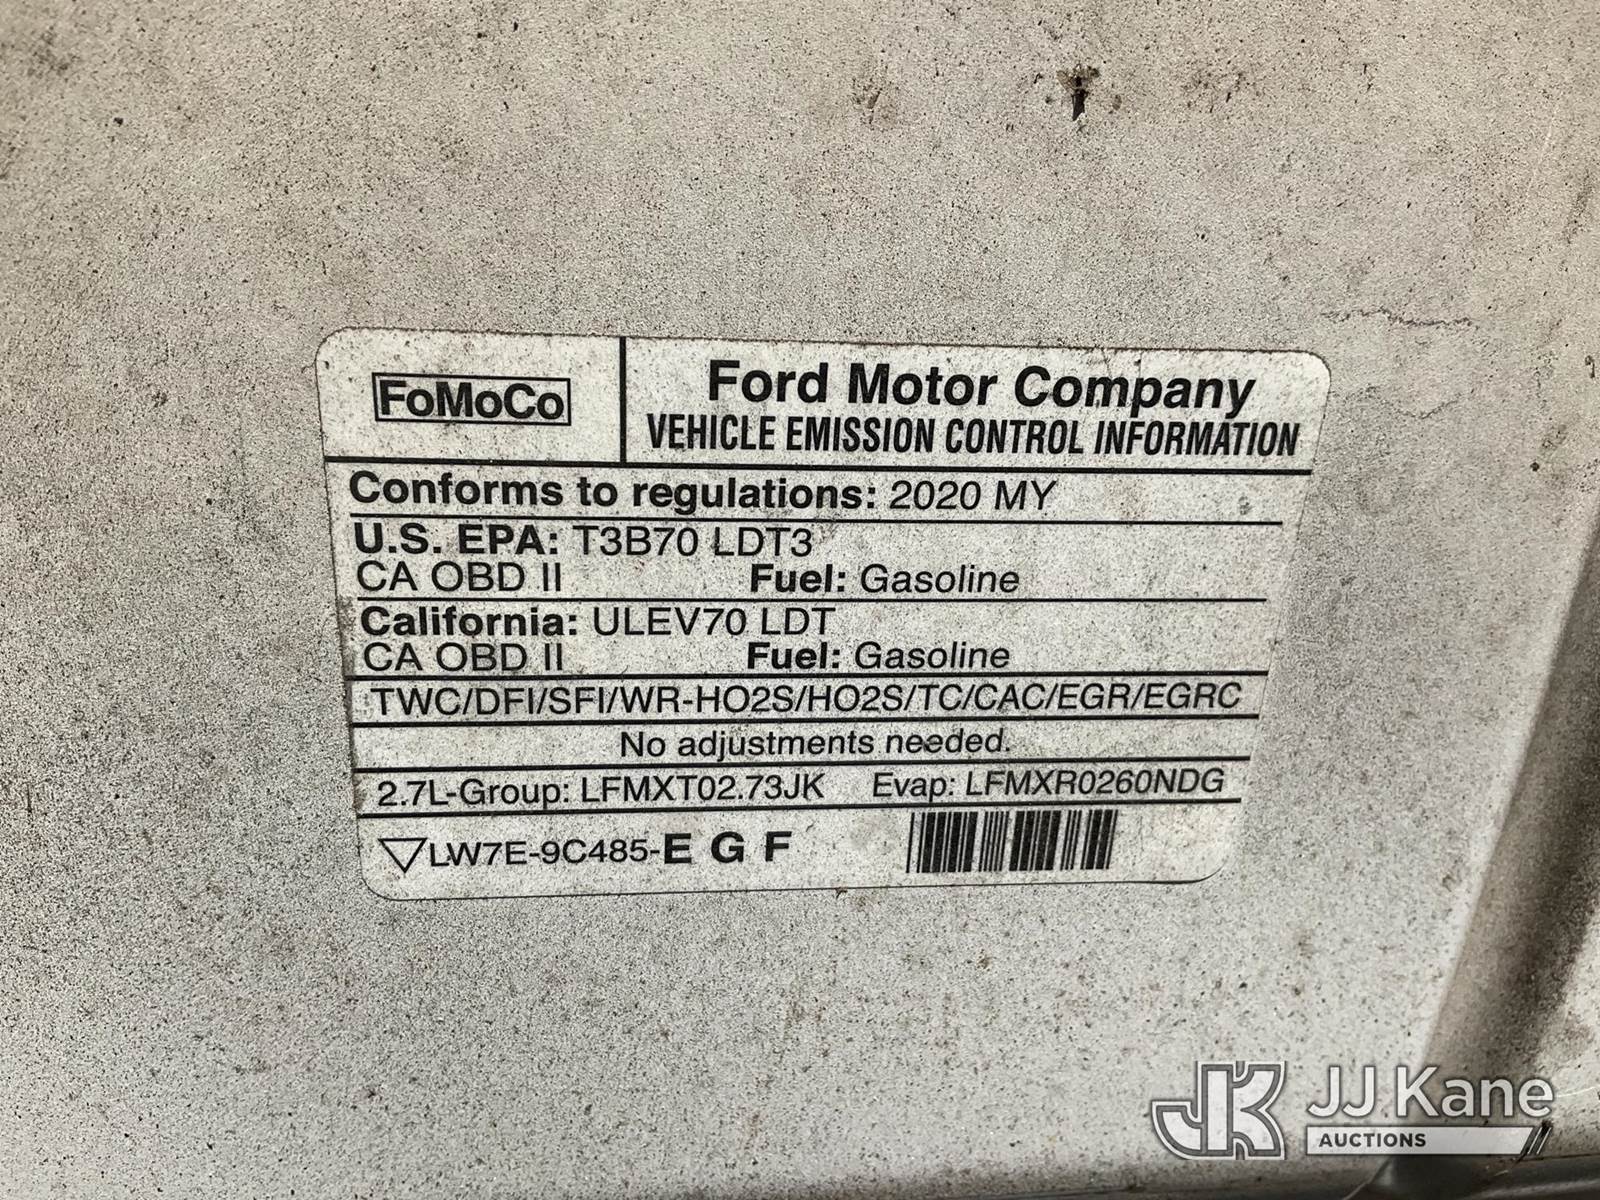 FoMoCo
Ford Motor Company
VEHICLE EMISSION CONTROL INFORMATION
Conforms to regulations: 2020 MY
U.S. EPA: T3B70 LDT3
CA OBD II Fuel: Gasoline
California: ULEV70 LDT
CA OBD II Fuel: Gasoline
TWC/DFI/SFI/WR-HO2S/HO2S/TC/CAC/EGR/EGRC
No adjustments needed.
2.7L-Group: LFMXT02.73JK Evap: LFMXR0260NDG
LW7E-9C485-E G F
JK JJ Kane
AUCTIONS